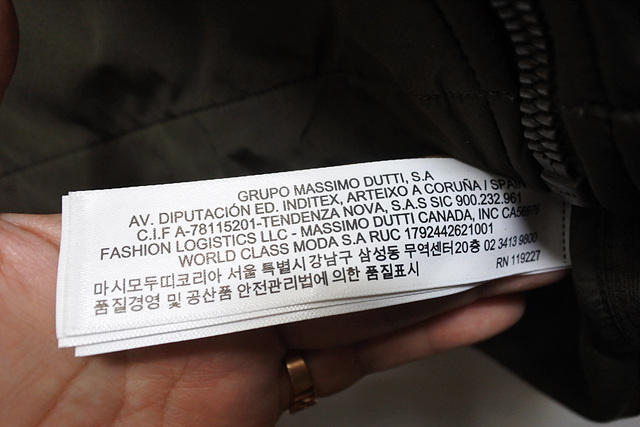 GRUPO MASSIMO DUTTI, S.A
AV. DIPUTACIÓN ED. INDITEX, ARTEIXO A CORUÑA / SPAIN
C.I.F A-78115201-TENDENZA NOVA, S.A.S SIC 900.232.961
FASHION LOGISTICS LLC - MASSIMO DUTTI CANADA, INC
WORLD CLASS MODA S.A RUC 1792442621001
마시모두띠코리아 서울 특별시강남구 삼성동 무역센터20층 02 3413 9800
품질경영 및 공산품 안전관리법에 의한 품질표시
RN 119227